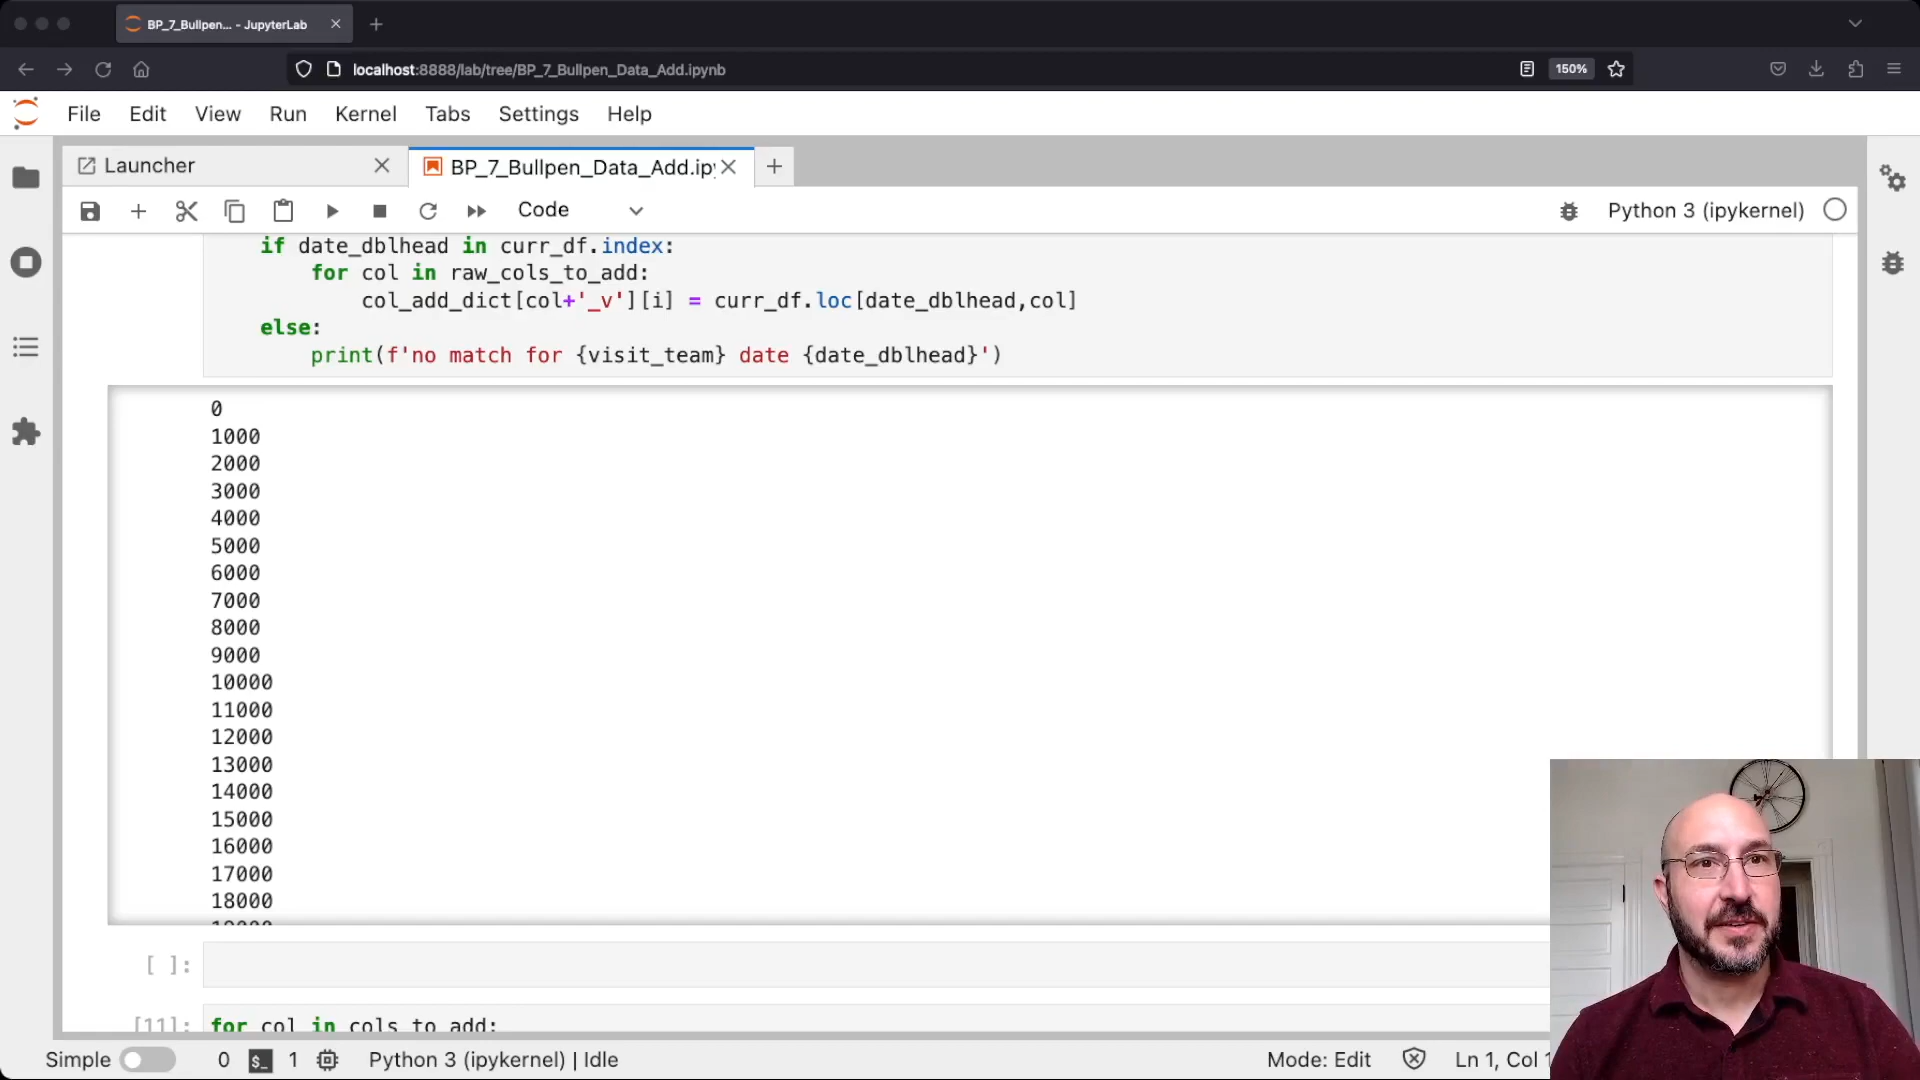 BP_7_Bullpen... - JupyterLab
localhost:8888/lab/tree/BP_7_Bullpen_Data_Add.ipynb
150%
File Edit View Run Kernel Tabs Settings Help
Launcher
BP_7_Bullpen_Data_Add.ip
Code
Python 3 (ipykernel)
if date_dblhead in curr_df.index:
for col in raw_cols_to_add:
col_add_dict[col+'_v'][i] = curr_df.loc[date_dblhead,col]
else:
print(f'no match for {visit_team} date {date_dblhead}')
0
1000
2000
3000
4000
5000
6000
7000
8000
9000
10000
11000
12000
13000
14000
15000
16000
17000
18000
19000
[ ]:
[11]: for col in cols_to_add:
Simple 0 $_ 1 Python 3 (ipykernel) | Idle
Mode: Edit Ln 1, Col 1